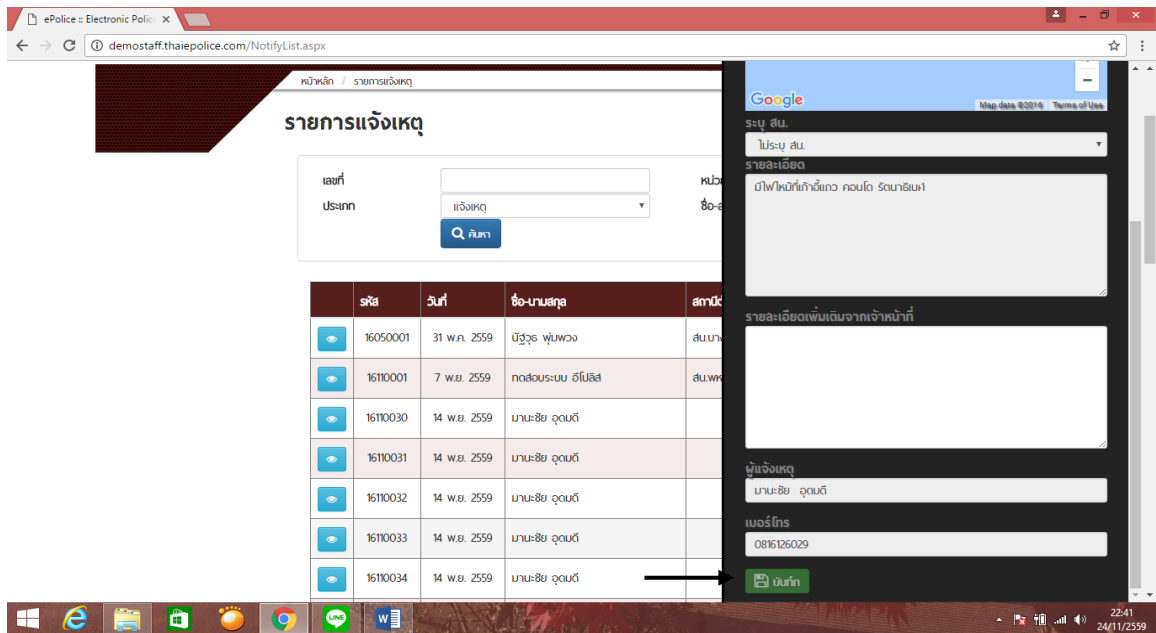 ePolice :: Electronic Polic
demostaff.thaiepolice.com/NotifyList.aspx
หน้าหลัก / รายการแจ้งเหตุ
รายการแจ้งเหตุ
เลขที่
หน่วย
ประเภท
แจ้งเหตุ
ชื่อ-ส
ค้นหา
รหัส วันที่ ชื่อ-นามสกุล
16050001 31 พ.ค. 2559 นัฐวุธ พุ่มพวง
16110001 7 พ.ย. 2559 ทดสอบระบบ อีโปลิส
16110030 14 พ.ย. 2559 มานะชัย อุดมดี
16110031 14 พ.ย. 2559 มานะชัย อุดมดี
16110032 14 พ.ย. 2559 มานะชัย อุดมดี
16110033 14 พ.ย. 2559 มานะชัย อุดมดี
16110034 14 พ.ย. 2559 มานะชัย อุดมดี
Google
Map data ©2016 Terms of Use
ระบุ สน.
ไม่ระบุ สน.
รายละเอียด
มีไฟไหม้ที่เก้าอี้แถว คอนโด
รายละเอียดเพิ่มเติมจากเจ้าหน้าที่
ผู้แจ้งเหตุ
มานะชัย อุดมดี
เบอร์โทร
0816126029
บันทึก
LINE
22:41
24/11/2559